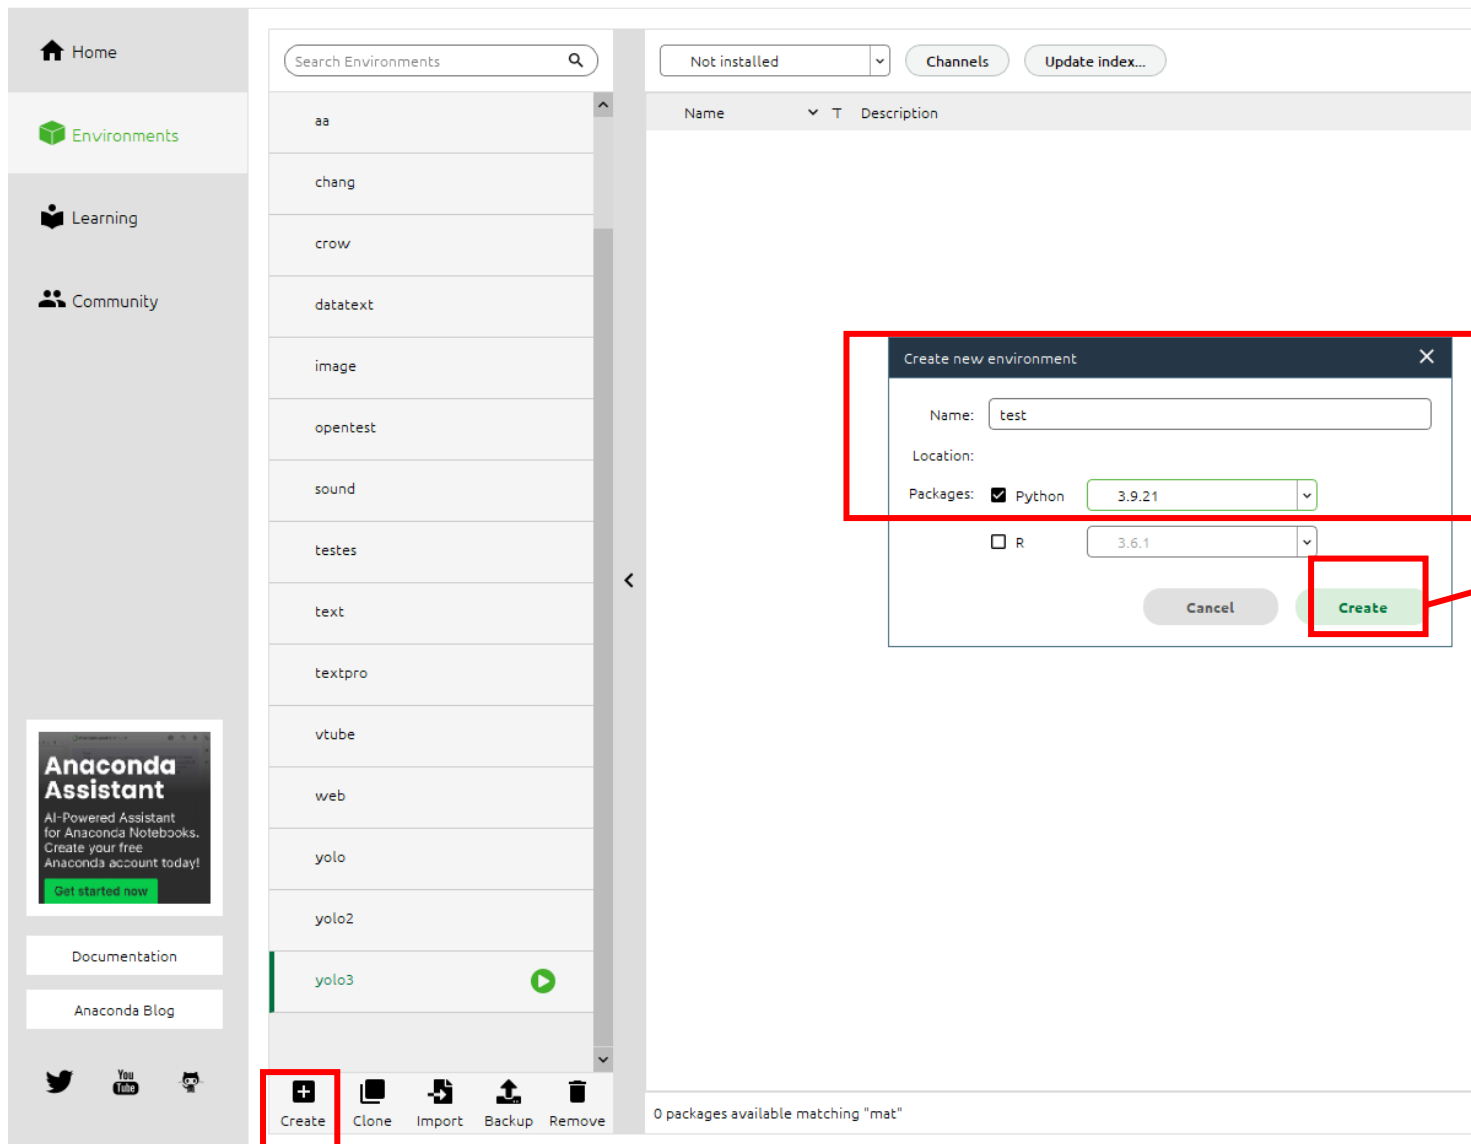 Home
Environments
Learning
Community
Anaconda
Assistant
AI-Powered Assistant
for Anaconda Notebooks.
Create your free
Anaconda account today!
Get started now
Documentation
Anaconda Blog
You
Tube
Search Environments
aa
chang
crow
datatext
image
opentest
sound
testes
text
textpro
vtube
web
yolo
yolo2
yolo3
Create
Clone
Import
Backup
Remove
Not installed
Channels
Update index...
Name
T
Description
Create new environment
Name:
test
Location:
Packages:
Python
3.9.21
R
3.6.1
Cancel
Create
0 packages available matching "mat"